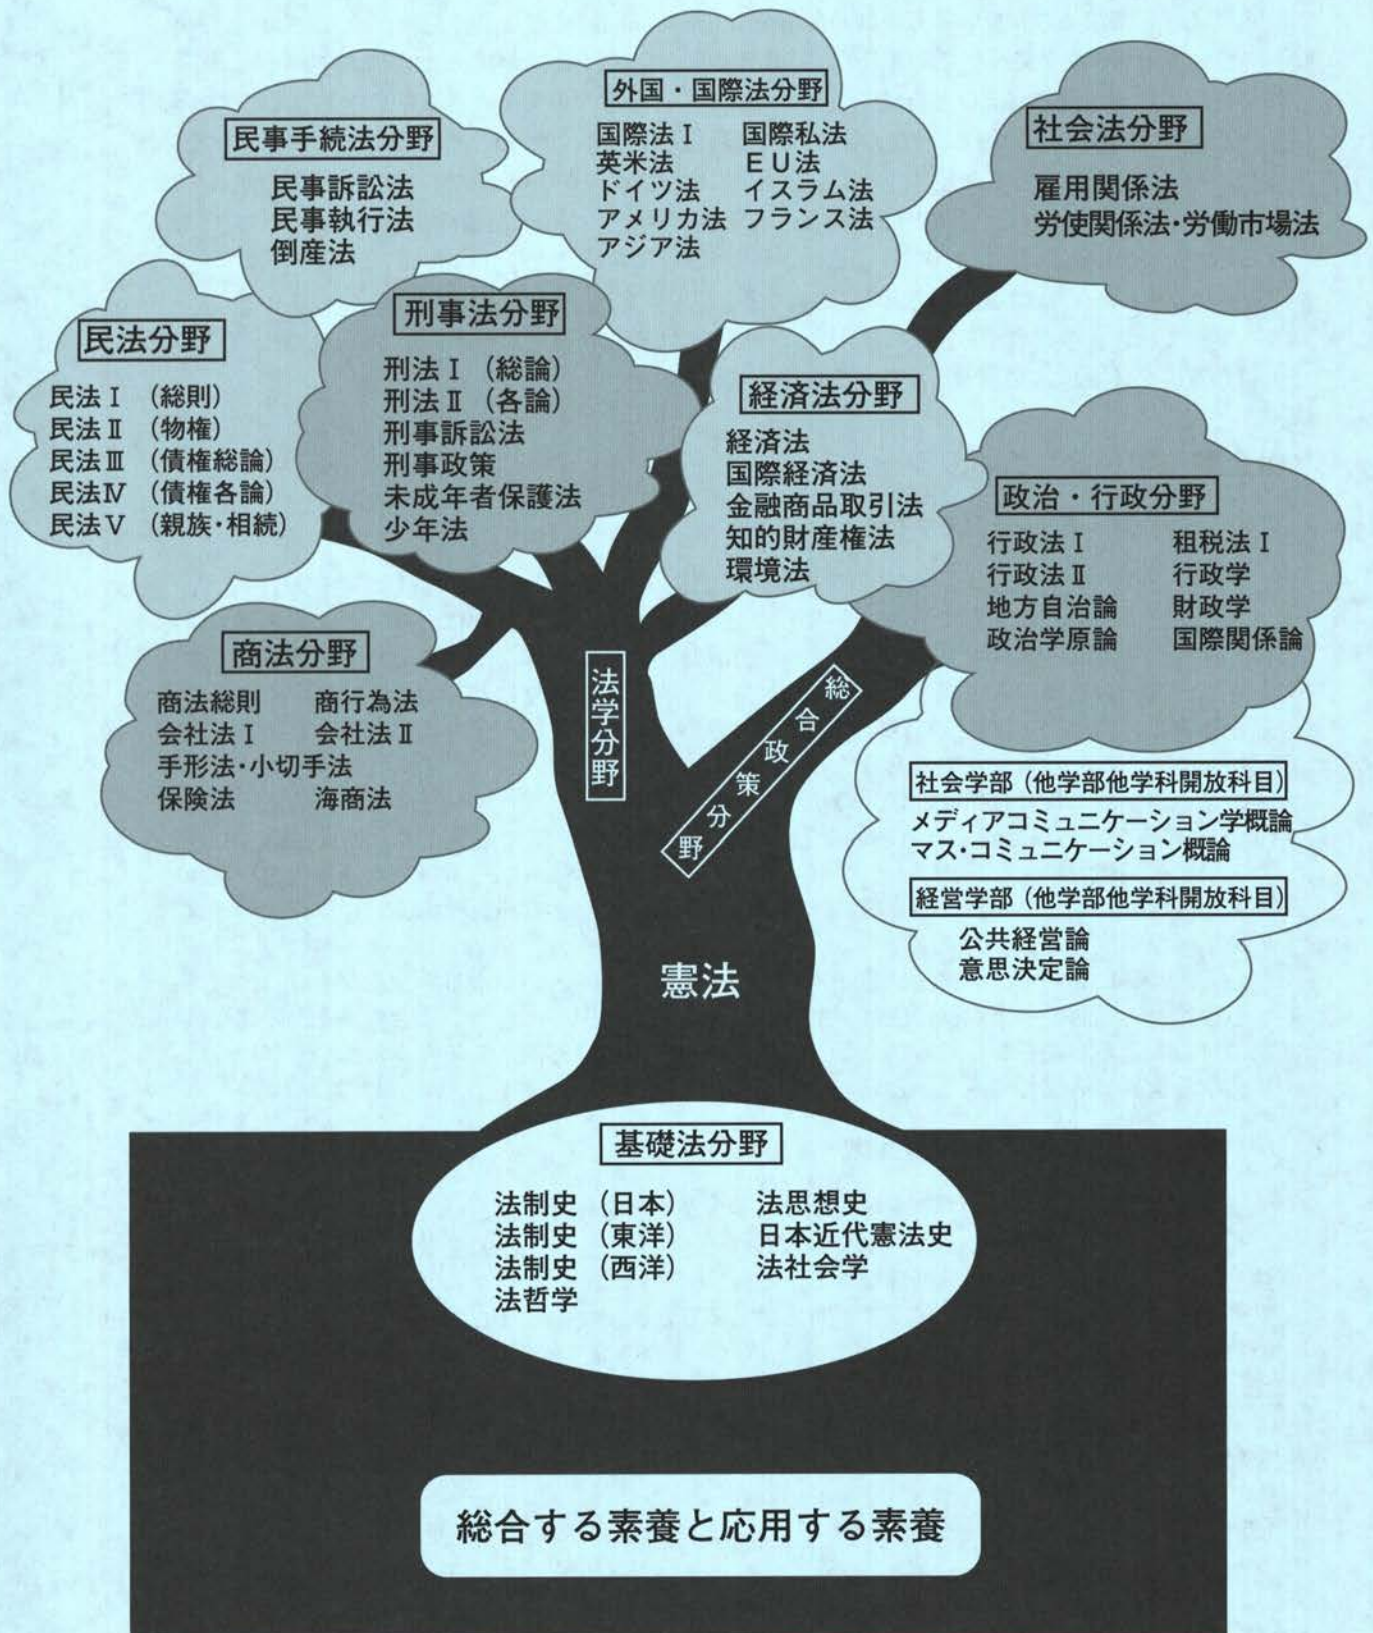 外国・国際法分野
国際法Ⅰ 国際私法
英米法 EU法
ドイツ法 イスラム法
アメリカ法 フランス法
アジア法
民事手続法分野
民事訴訟法
民事執行法
倒産法
社会法分野
雇用関係法
労使関係法・労働市場法
民法分野
民法Ⅰ (総則)
民法Ⅱ (物権)
民法Ⅲ (債権総論)
民法Ⅳ (債権各論)
民法Ⅴ (親族・相続)
刑事法分野
刑法Ⅰ (総論)
刑法Ⅱ (各論)
刑事訴訟法
刑事政策
未成年者保護法
少年法
経済法分野
経済法
国際経済法
金融商品取引法
知的財産権法
環境法
政治・行政分野
行政法Ⅰ 租税法Ⅰ
行政法Ⅱ 行政学
地方自治論 財政学
政治学原論 国際関係論
商法分野
商法総則 商行為法
会社法Ⅰ 会社法Ⅱ
手形法・小切手法
保険法 海商法
法学分野
総合政策分野
社会学部(他学部他学科開放科目)
メディアコミュニケーション学概論
マス・コミュニケーション概論
経営学部(他学部他学科開放科目)
公共経営論
意思決定論
憲法
基礎法分野
法制史 (日本) 法思想史
法制史 (東洋) 日本近代憲法史
法制史 (西洋) 法社会学
法哲学
総合する素養と応用する素養